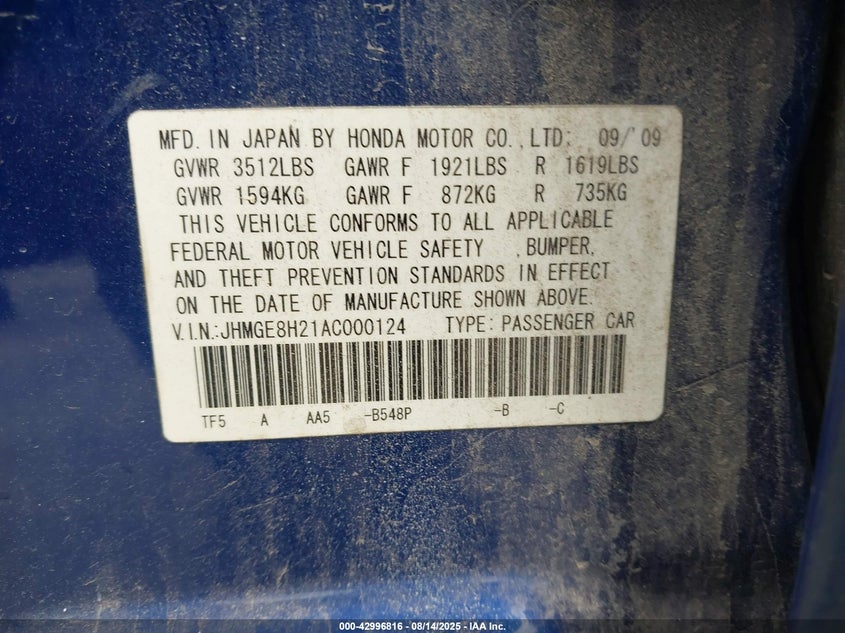 MFD. IN JAPAN BY HONDA MOTOR CO., LTD. 09/'09
GVWR 3512LBS GAWR F 1921LBS R 1619LBS
GVWR 1594KG GAWR F 872KG R 735KG
THIS VEHICLE CONFORMS TO ALL APPLICABLE
FEDERAL MOTOR VEHICLE SAFETY , BUMPER,
AND THEFT PREVENTION STANDARDS IN EFFECT
ON THE DATE OF MANUFACTURE SHOWN ABOVE.
V.I.N.:JHMGE8H21AC000124 TYPE: PASSENGER CAR
TF5 A AA5 -B548P -B -C
000-42996816 - 08/14/2025 - IAA Inc.